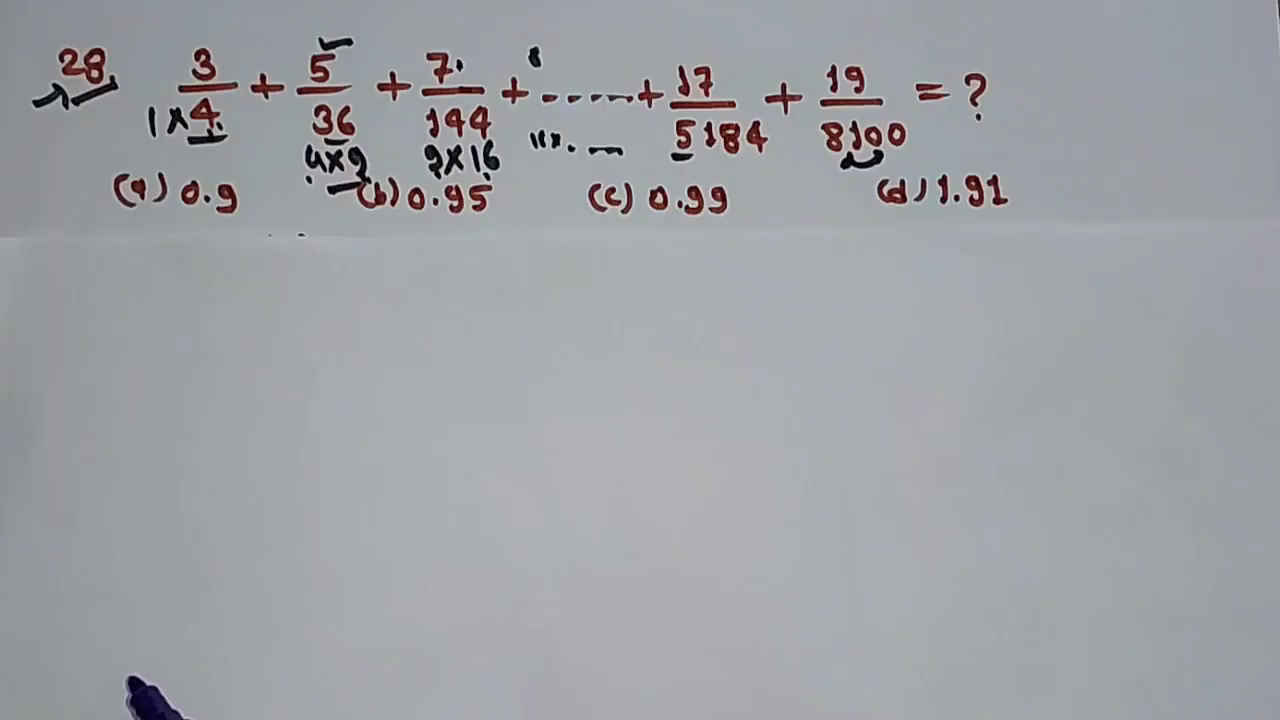 28 3/4 + 5/36 + 7/144 + ..... + 17/5184 + 19/8100 = ?
1 × 4 × 9 9 × 16
(a) 0.9 (b) 0.95 (c) 0.99 (d) 1.91